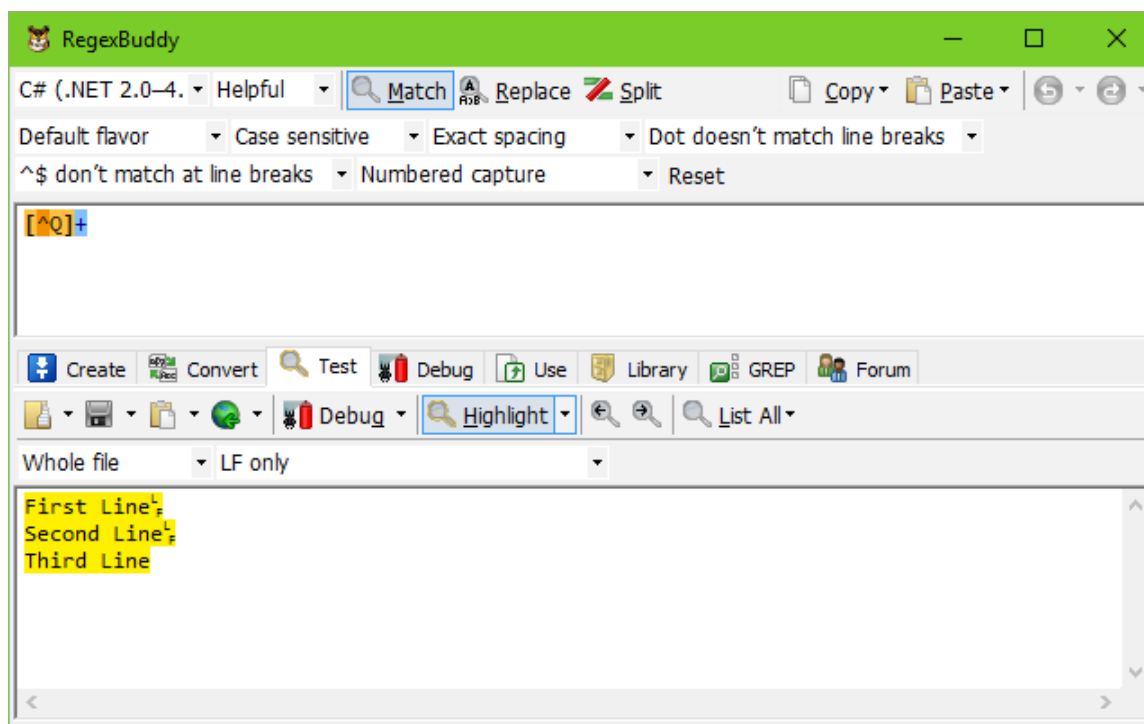 RegexBuddy
C# (.NET 2.0–4. Helpful Match Replace Split Copy Paste
Default flavor Case sensitive Exact spacing Dot doesn’t match line breaks
^$ don’t match at line breaks Numbered capture Reset
[^Q]+
Create Convert Test Debug Use Library GREP Forum
Debug Highlight List All
Whole file LF only
First Line␊
Second Line␊
Third Line